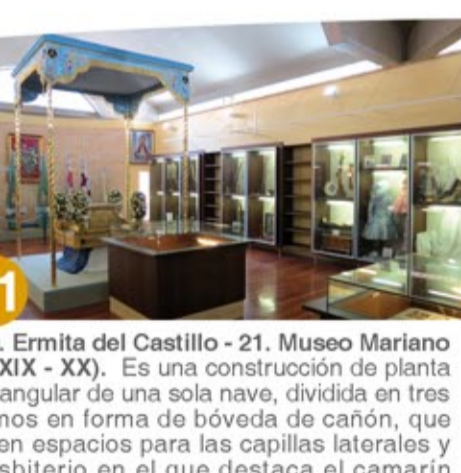 1
. Ermita del Castillo - 21. Museo Mariano
XIX - XX). Es una construcción de planta
angular de una sola nave, dividida en tres
mos en forma de bóveda de cañón, que
en espacios para las capillas laterales y
sbiterio en el que destaca el camarín